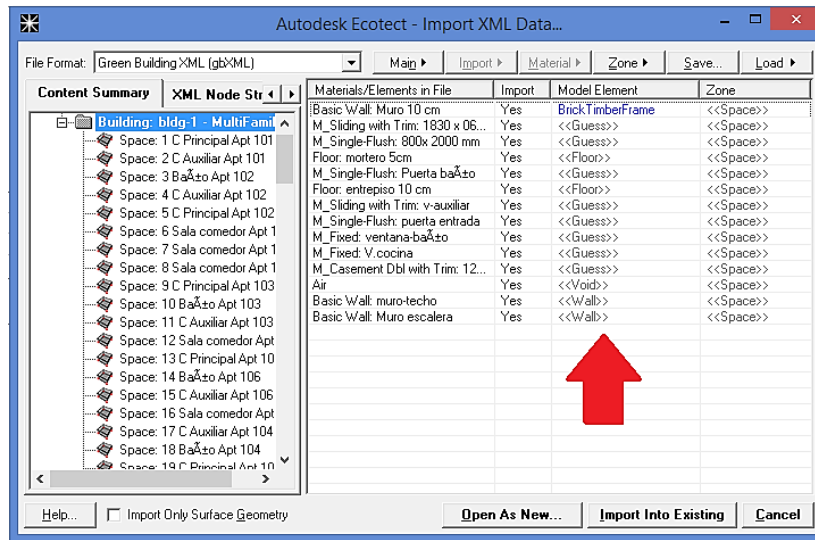 Autodesk Ecotect - Import XML Data...
File Format: Green Building XML (gbXML) Main Import Material Zone Save... Load
Content Summary XML Node Str
Building: bldg-1 - MultiFamil
Space: 1 C Principal Apt 101
Space: 2 C Auxiliar Apt 101
Space: 3 BaÃ±o Apt 102
Space: 4 C Auxiliar Apt 102
Space: 5 C Principal Apt 102
Space: 6 Sala comedor Apt 1
Space: 7 Sala comedor Apt 1
Space: 8 Sala comedor Apt 1
Space: 9 C Principal Apt 103
Space: 10 BaÃ±o Apt 103
Space: 11 C Auxiliar Apt 103
Space: 12 Sala comedor Apt
Space: 13 C Principal Apt 10
Space: 14 BaÃ±o Apt 106
Space: 15 C Auxiliar Apt 106
Space: 16 Sala comedor Apt
Space: 17 C Auxiliar Apt 104
Space: 18 BaÃ±o Apt 104
Space: 19 C Principal Apt 10
Materials/Elements in File Import Model Element Zone
Basic Wall: Muro 10 cm Yes BrickTimberFrame <<Space>>
M_Sliding with Trim: 1830 x 06... Yes <<Guess>> <<Space>>
M_Single-Flush: 800x 2000 mm Yes <<Guess>> <<Space>>
Floor: mortero 5cm Yes <<Floor>> <<Space>>
M_Single-Flush: Puerta baÃ±o Yes <<Guess>> <<Space>>
Floor: entrepiso 10 cm Yes <<Floor>> <<Space>>
M_Sliding with Trim: v-auxiliar Yes <<Guess>> <<Space>>
M_Single-Flush: puerta entrada Yes <<Guess>> <<Space>>
M_Fixed: ventana-baÃ±o Yes <<Guess>> <<Space>>
M_Fixed: V.cocina Yes <<Guess>> <<Space>>
M_Casement Dbl with Trim: 12... Yes <<Guess>> <<Space>>
Air Yes <<Void>> <<Space>>
Basic Wall: muro-techo Yes <<Wall>> <<Space>>
Basic Wall: Muro escalera Yes <<Wall>> <<Space>>
Help... Import Only Surface Geometry Open As New... Import Into Existing Cancel